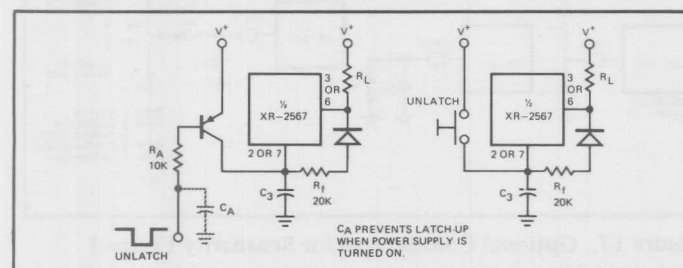 V+
V+
V+
V+
3
OR
6
RL
½
XR-2567
2 OR 7
RA
10K
C3
Rf
20K
CA
UNLATCH
UNLATCH
3
OR
6
RL
½
XR-2567
2 OR 7
C3
Rf
20K
CA PREVENTS LATCH-UP
WHEN POWER SUPPLY IS
TURNED ON.